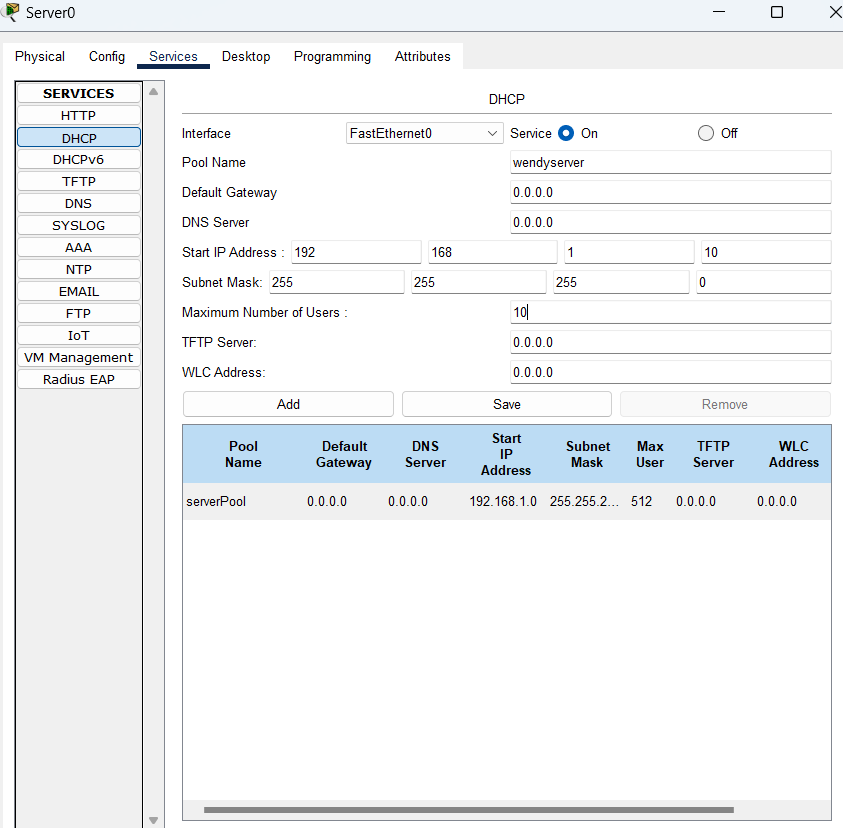 Server0
Physical Config Services Desktop Programming Attributes
SERVICES
HTTP
DHCP
DHCPv6
TFTP
DNS
SYSLOG
AAA
NTP
EMAIL
FTP
IoT
VM Management
Radius EAP
DHCP
Interface FastEthernet0 Service On Off
Pool Name wendyserver
Default Gateway 0.0.0.0
DNS Server 0.0.0.0
Start IP Address : 192 168 1 10
Subnet Mask: 255 255 255 0
Maximum Number of Users : 10
TFTP Server: 0.0.0.0
WLC Address: 0.0.0.0
Add Save Remove
Pool Name Default Gateway DNS Server Start IP Address Subnet Mask Max User TFTP Server WLC Address
serverPool 0.0.0.0 0.0.0.0 192.168.1.0 255.255.2... 512 0.0.0.0 0.0.0.0